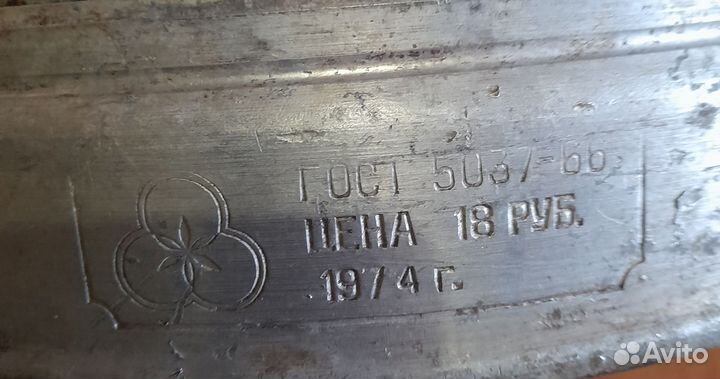 ГОСТ 5037-66
ЦЕНА 18 РУБ.
1974 г.
Avito